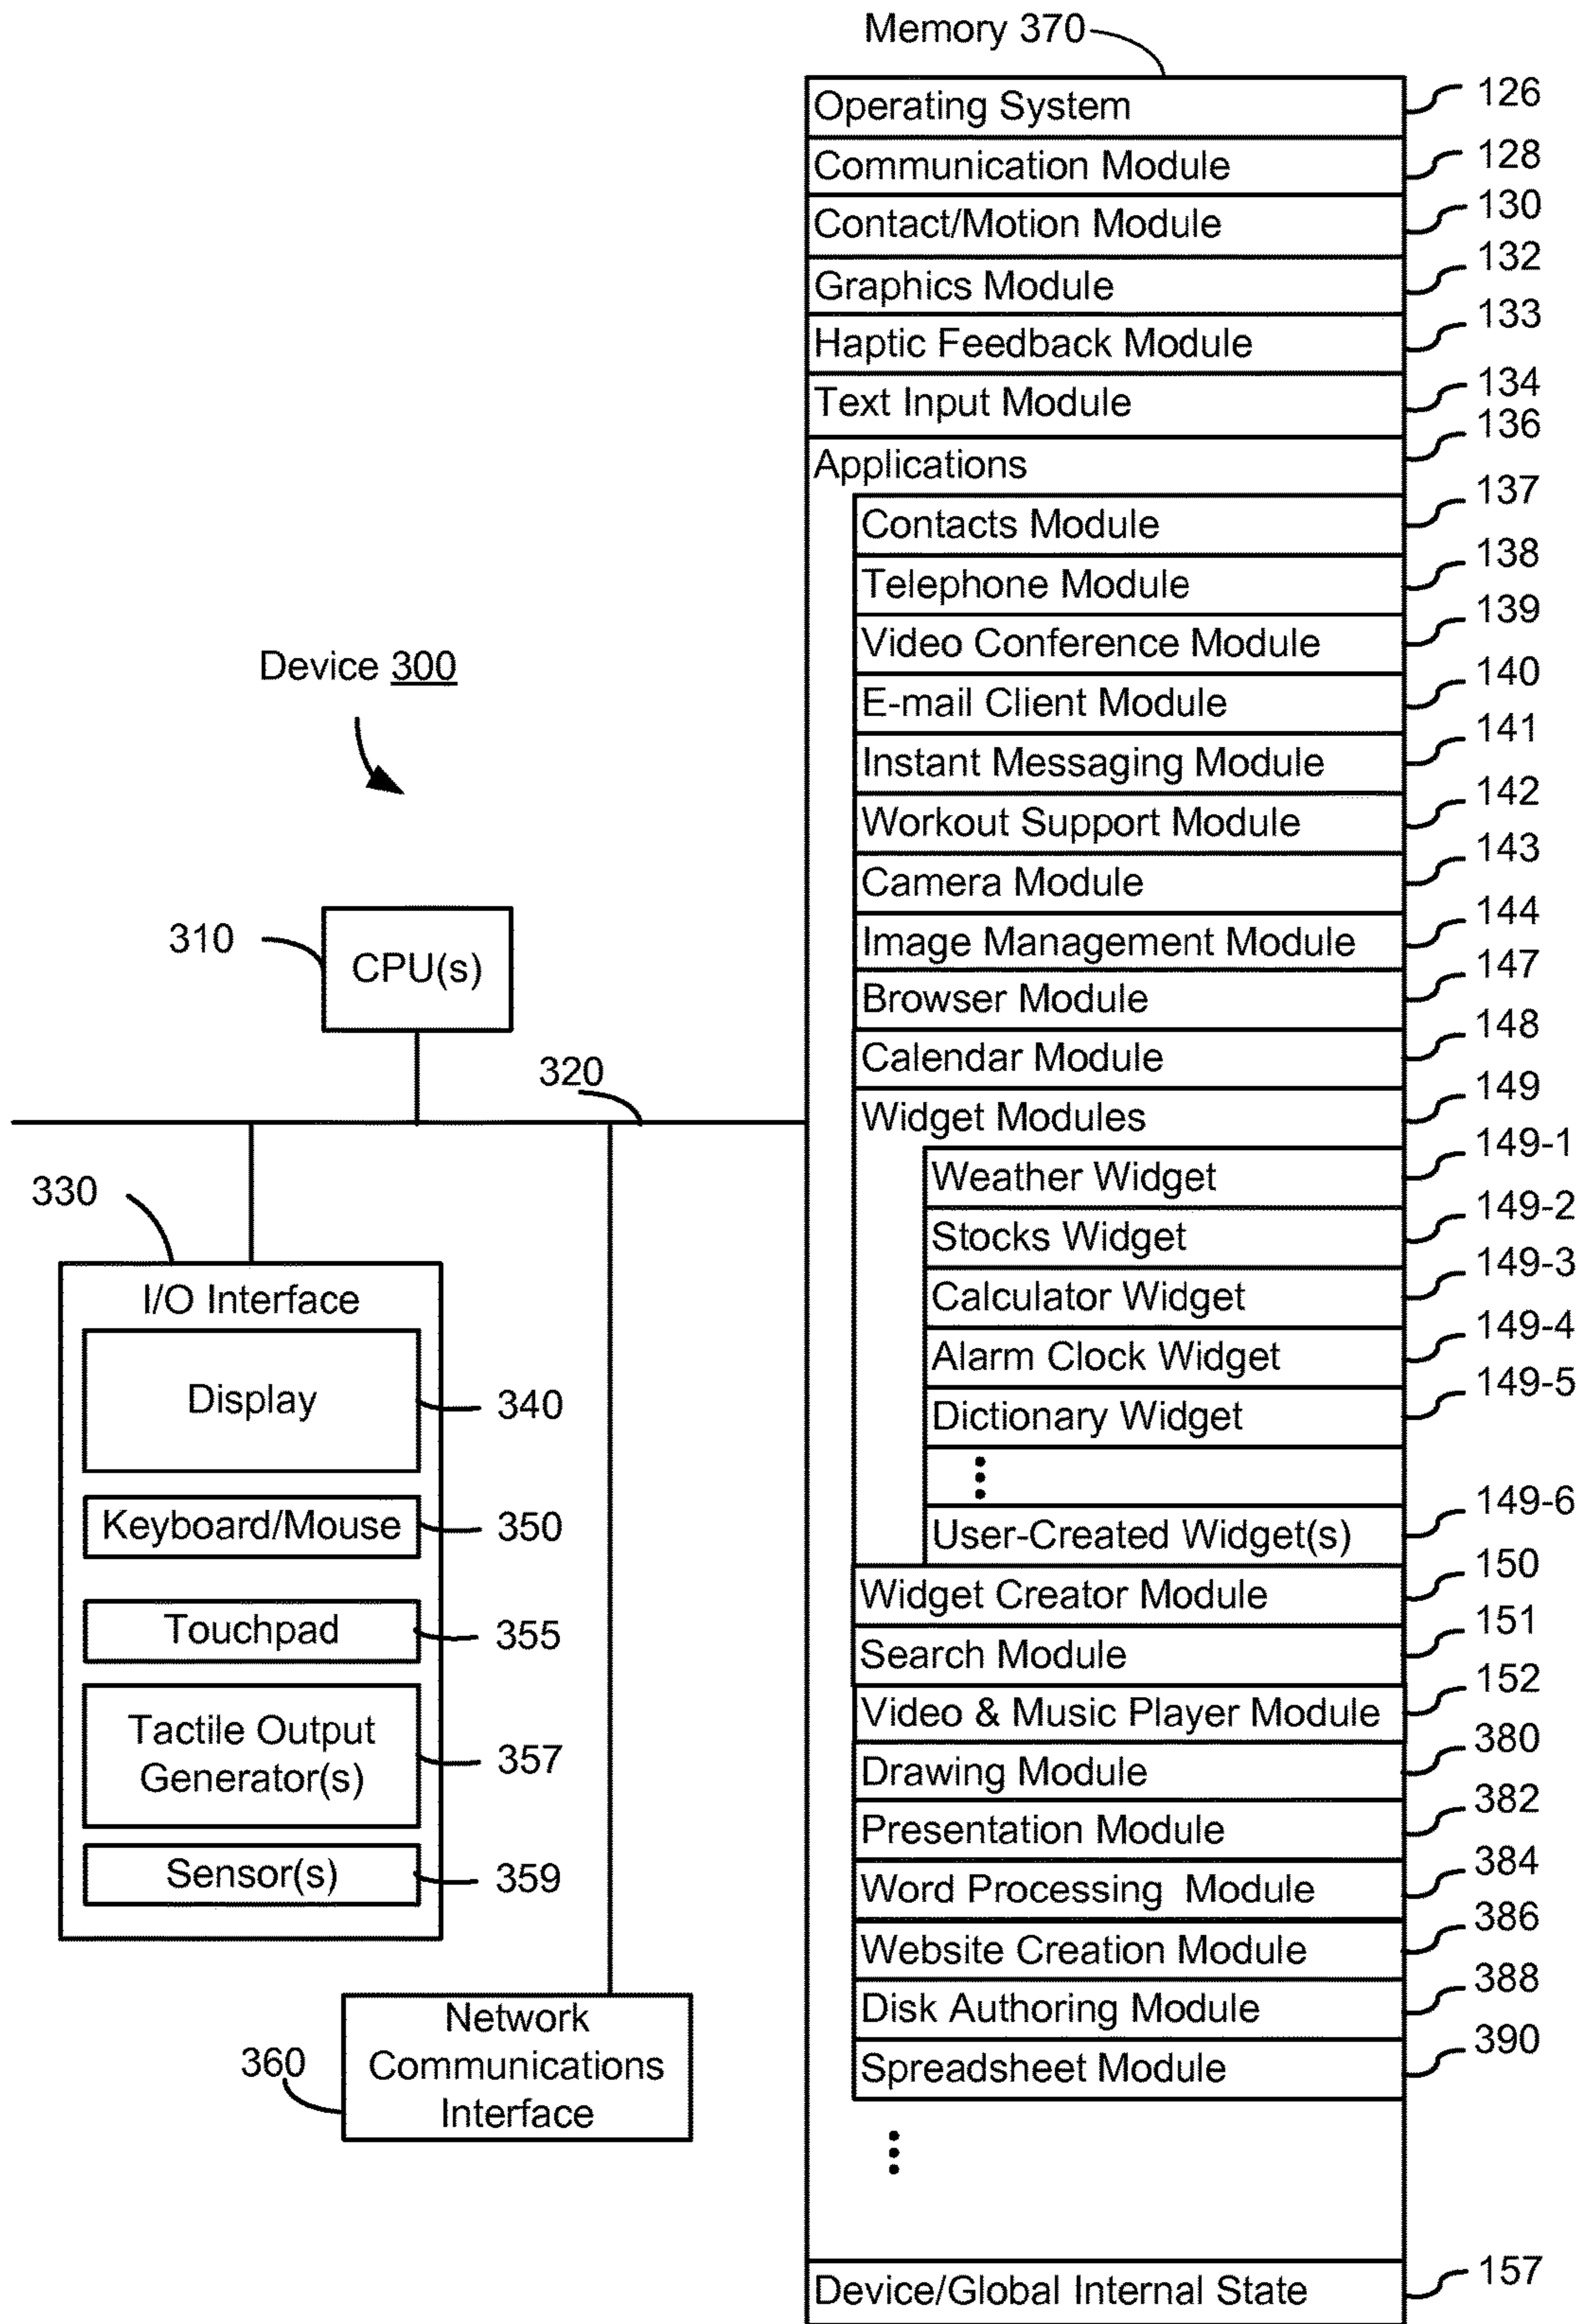 Memory 370
Operating System 126
Communication Module 128
Contact/Motion Module 130
Graphics Module 132
Haptic Feedback Module 133
Text Input Module 134
Applications 136
Contacts Module 137
Telephone Module 138
Video Conference Module 139
E-mail Client Module 140
Instant Messaging Module 141
Workout Support Module 142
Camera Module 143
Image Management Module 144
Browser Module 147
Calendar Module 148
Widget Modules 149
Weather Widget 149-1
Stocks Widget 149-2
Calculator Widget 149-3
Alarm Clock Widget 149-4
Dictionary Widget 149-5
User-Created Widget(s) 149-6
Widget Creator Module 150
Search Module 151
Video & Music Player Module 152
Drawing Module 380
Presentation Module 382
Word Processing Module 384
Website Creation Module 386
Disk Authoring Module 388
Spreadsheet Module 390
Device/Global Internal State 157
Device 300
310
CPU(s)
320
330
I/O Interface
Display 340
Keyboard/Mouse 350
Touchpad 355
Tactile Output
Generator(s) 357
Sensor(s) 359
360
Network
Communications
Interface